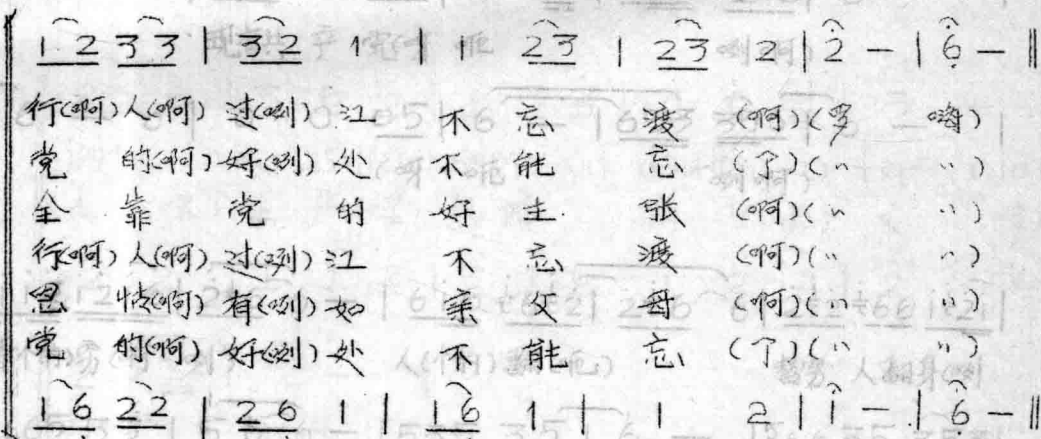 1 2 3 3 | 3 2 1 | 1 2 3 | 2 3 2 | 2 - | 6 - ‖
行(啊)人(啊)过(咧)江 不忘渡(啊)(罗 嗬)
党 的(啊)好(咧)处 不能忘(了)(〃 〃)
全靠党的好主张(啊)(〃 〃)
行(啊)人(啊)过(咧)江 不忘渡(啊)(〃 〃)
恩情(啊)有(咧)如亲父母(啊)(〃 〃)
党 的(啊)好(咧)处 不能忘(了)(〃 〃)
1 6 2 2 | 2 6 1 | 1 6 1 | 1 2 | 1 - | 6 - ‖